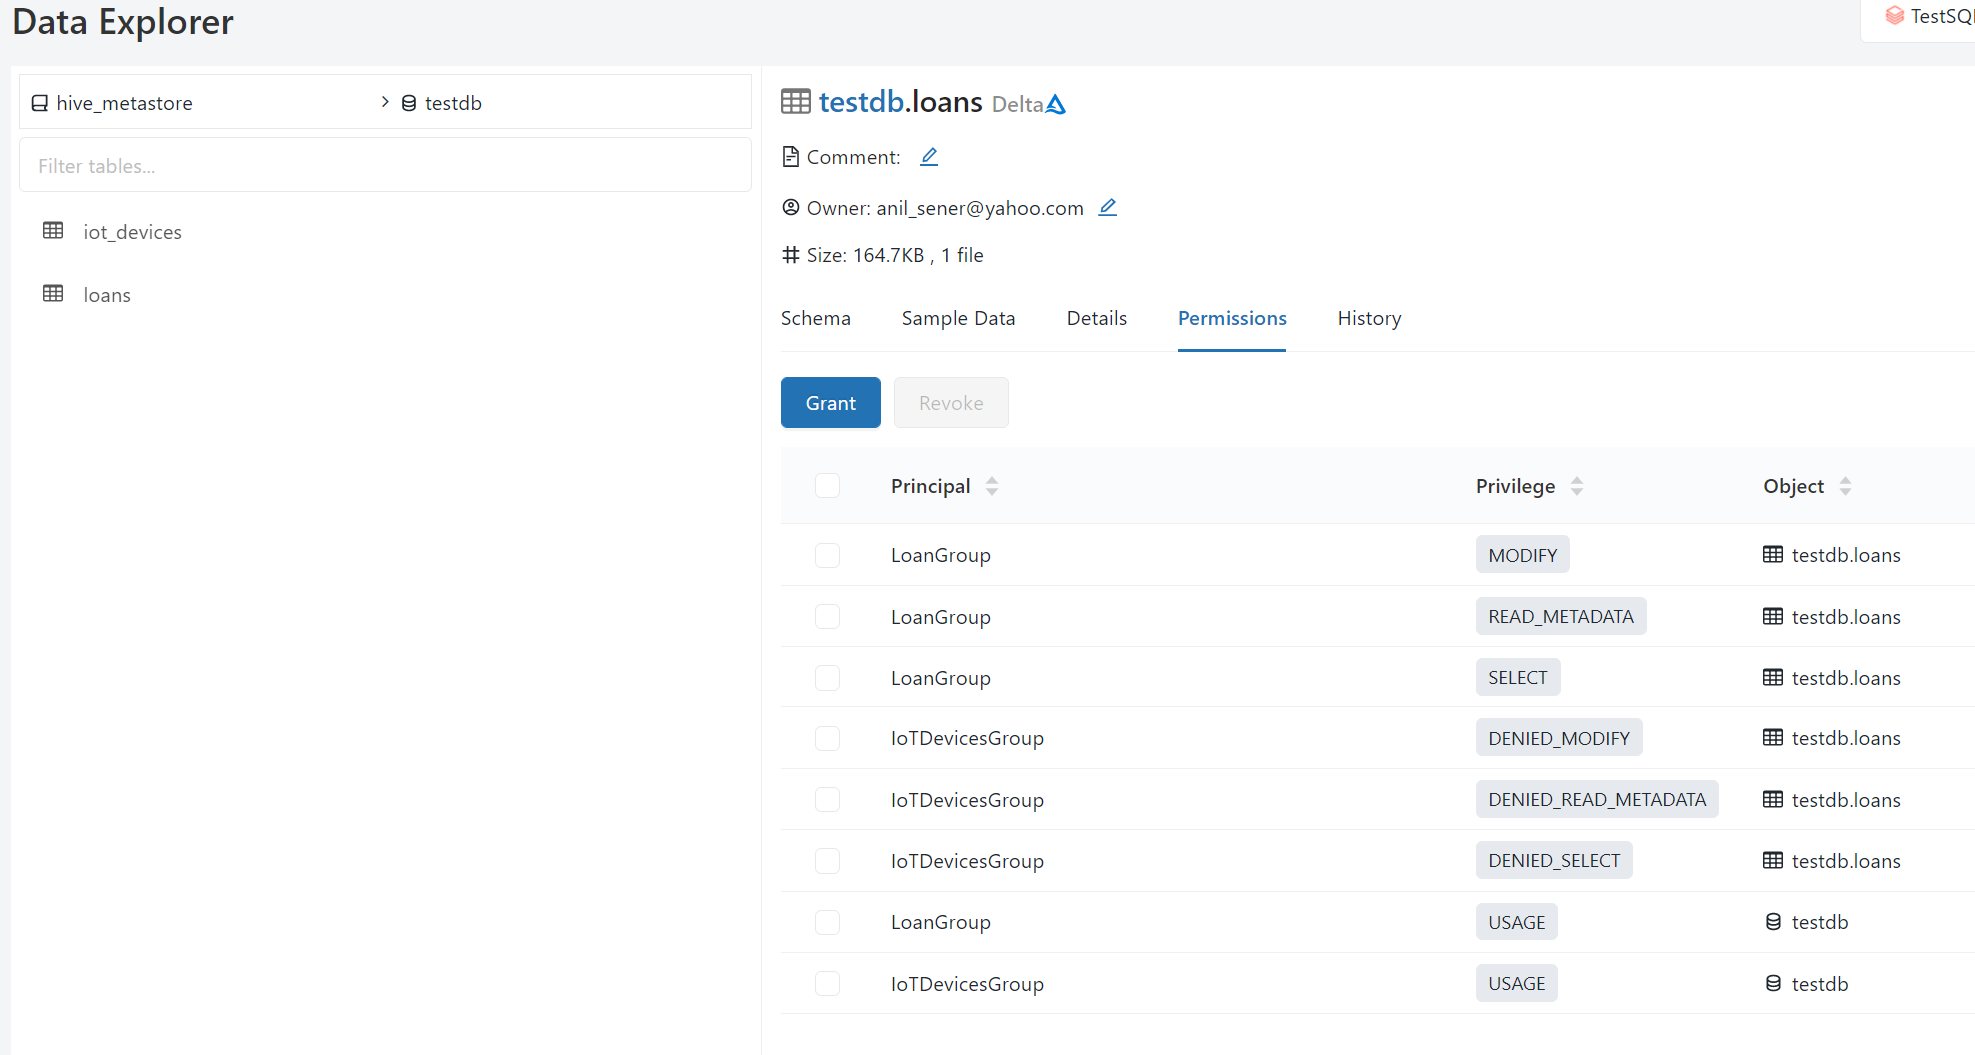 Data Explorer
TestSQ
hive_metastore > testdb
Filter tables...
iot_devices
loans
testdb.loans Delta
Comment:
Owner: anil_sener@yahoo.com
Size: 164.7KB , 1 file
Schema Sample Data Details Permissions History
Grant Revoke
Principal Privilege Object
LoanGroup MODIFY testdb.loans
LoanGroup READ_METADATA testdb.loans
LoanGroup SELECT testdb.loans
IoTDevicesGroup DENIED_MODIFY testdb.loans
IoTDevicesGroup DENIED_READ_METADATA testdb.loans
IoTDevicesGroup DENIED_SELECT testdb.loans
LoanGroup USAGE testdb
IoTDevicesGroup USAGE testdb